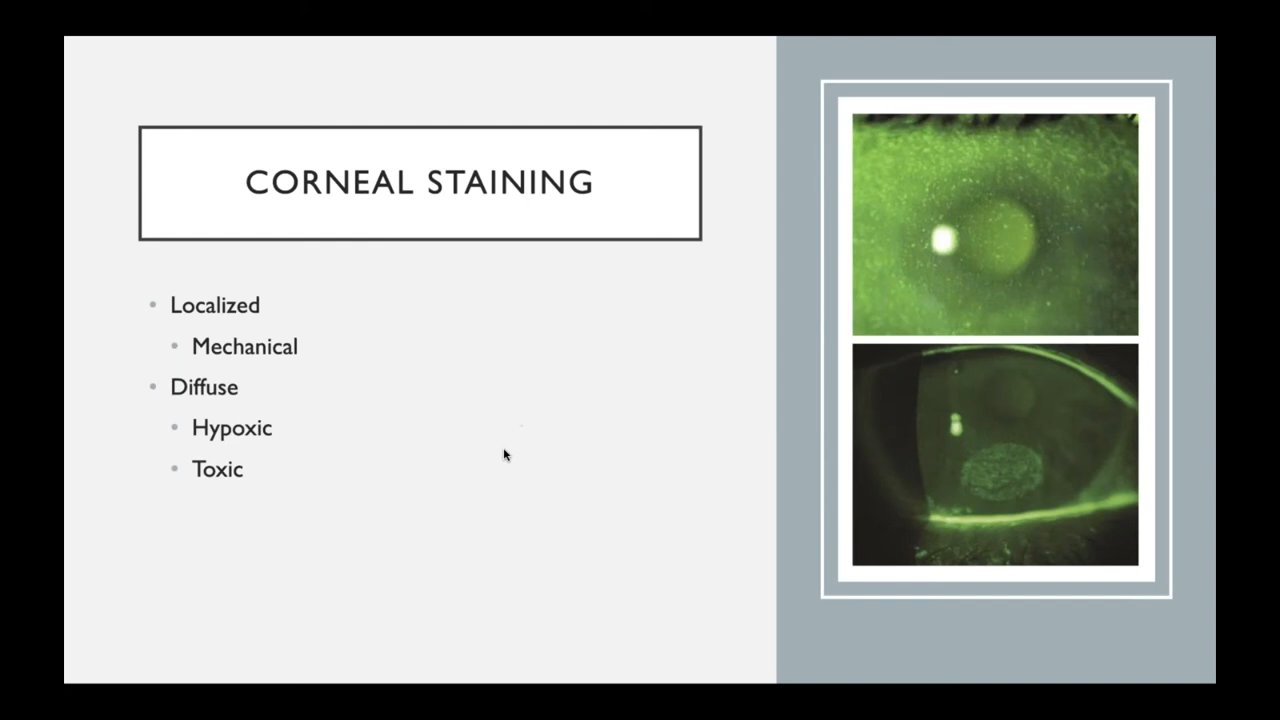 CORNEAL STAINING
• Localized
• Mechanical
• Diffuse
• Hypoxic
• Toxic